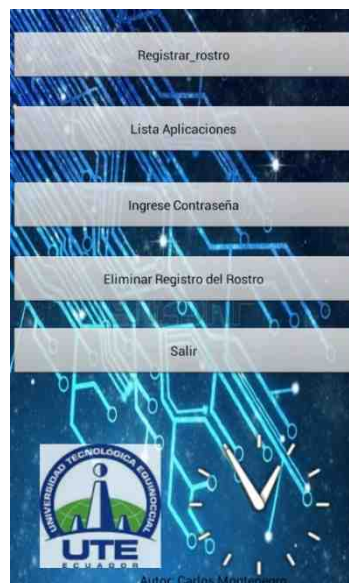 Registrar_rostro
Lista Aplicaciones
Ingrese Contraseña
Eliminar Registro del Rostro
Salir
UNIVERSIDAD TECNOLÓGICA EQUINOCCIAL
UTE
ECUADOR
Autor: Carlos Montenegro